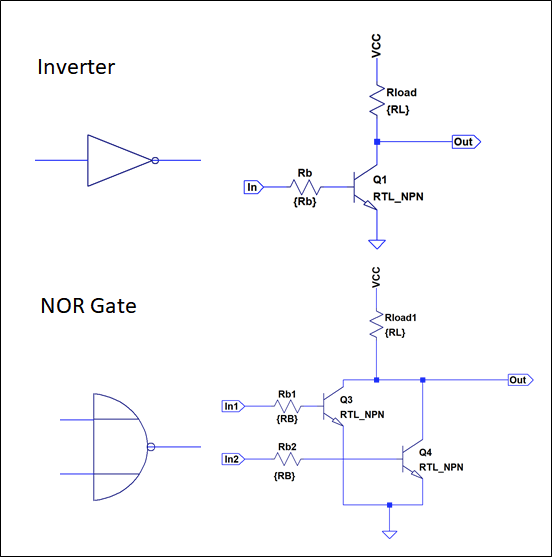 VCC
Inverter
Rload
{RL}
Out
Rb
In
{Rb}
Q1
RTL_NPN
VCC
NOR Gate
Rload1
{RL}
Out
Rb1
In1
{RB}
Q3
RTL_NPN
Rb2
In2
{RB}
Q4
RTL_NPN